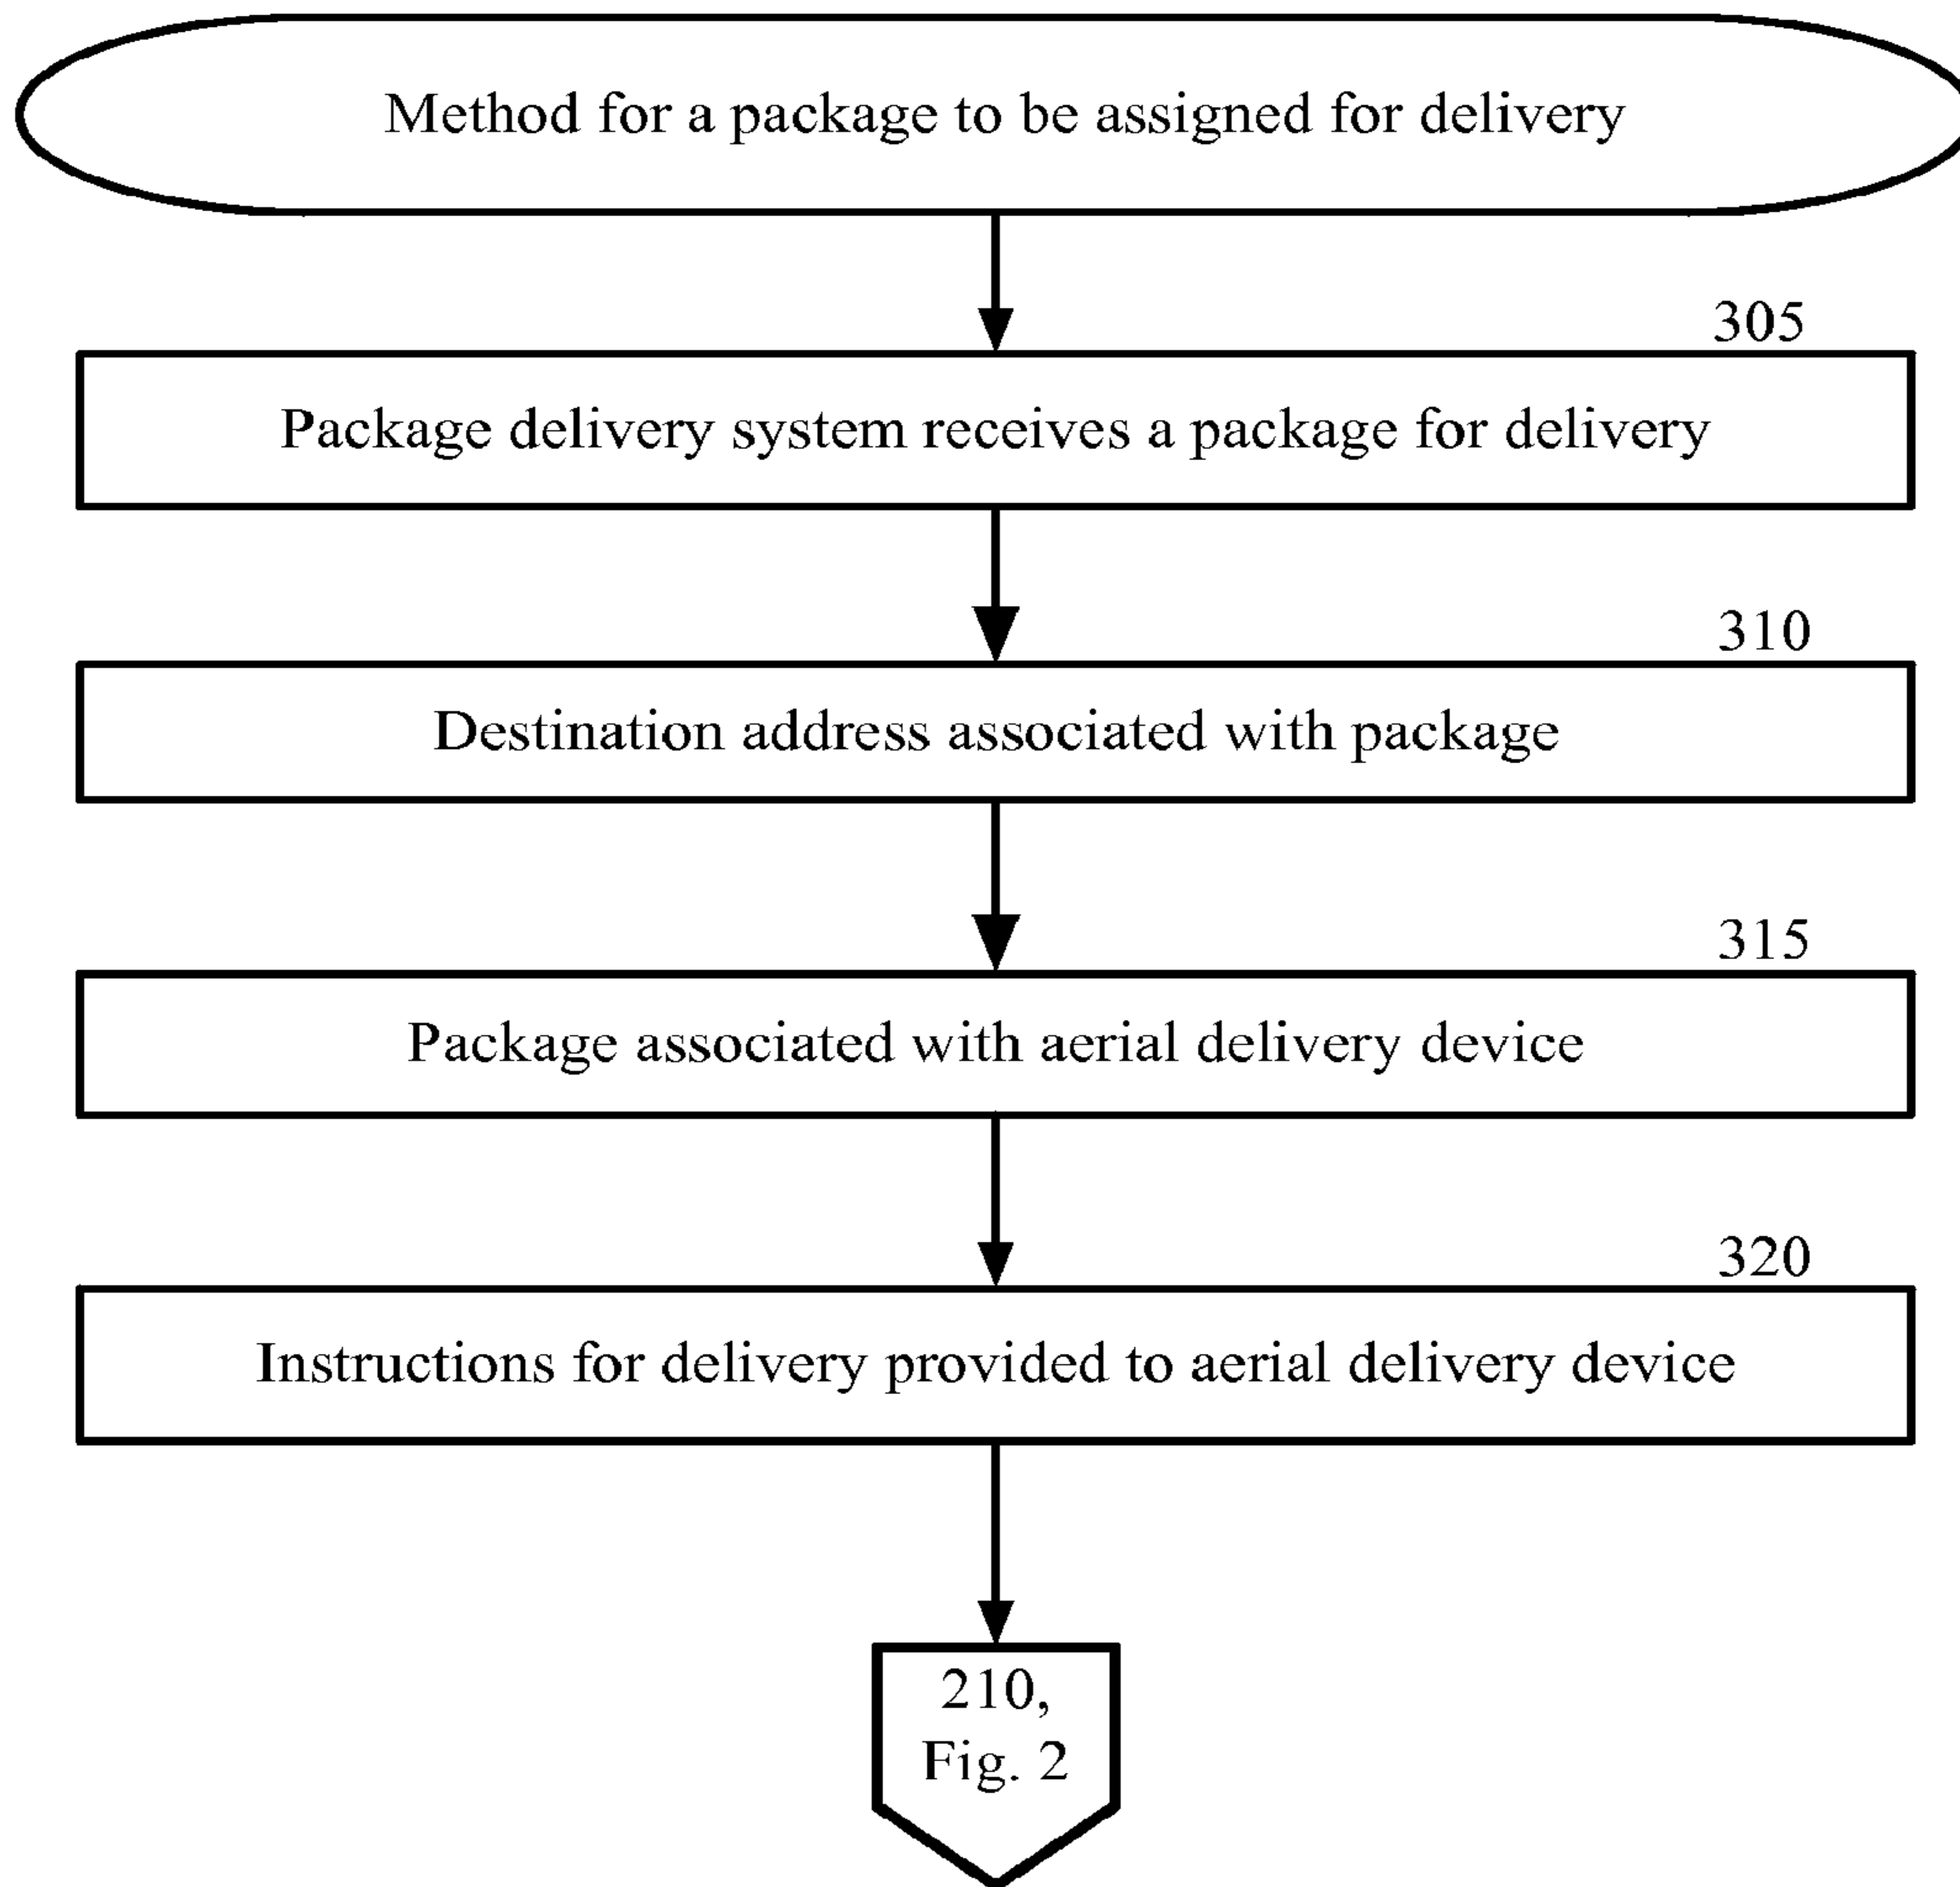 Method for a package to be assigned for delivery
305
Package delivery system receives a package for delivery
310
Destination address associated with package
315
Package associated with aerial delivery device
320
Instructions for delivery provided to aerial delivery device
210,
Fig. 2